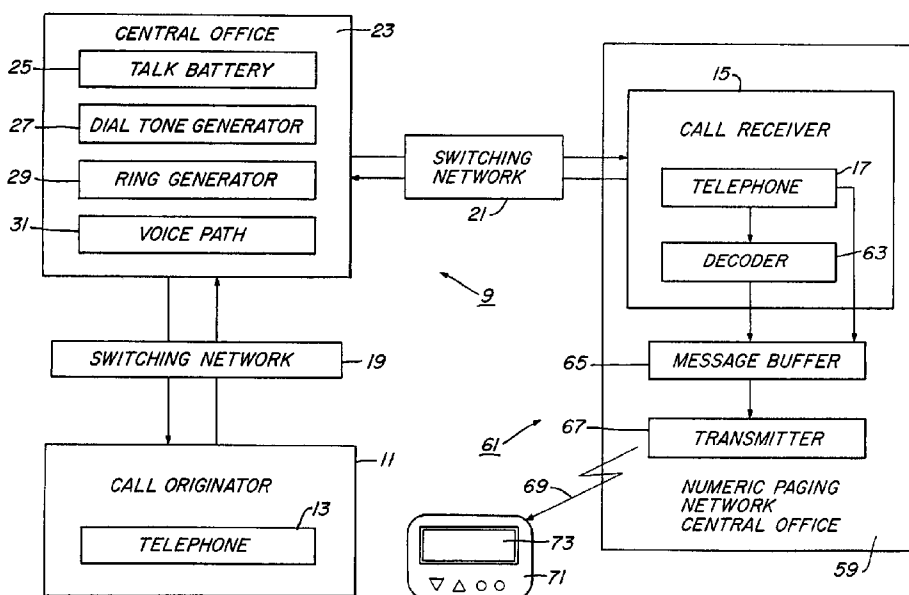 CENTRAL OFFICE
23
25
TALK BATTERY
27
DIAL TONE GENERATOR
29
RING GENERATOR
31
VOICE PATH
SWITCHING
NETWORK
21
15
CALL RECEIVER
17
TELEPHONE
DECODER
63
9
SWITCHING NETWORK
19
65
MESSAGE BUFFER
61
67
TRANSMITTER
11
CALL ORIGINATOR
13
TELEPHONE
69
73
71
NUMERIC PAGING
NETWORK
CENTRAL OFFICE
59